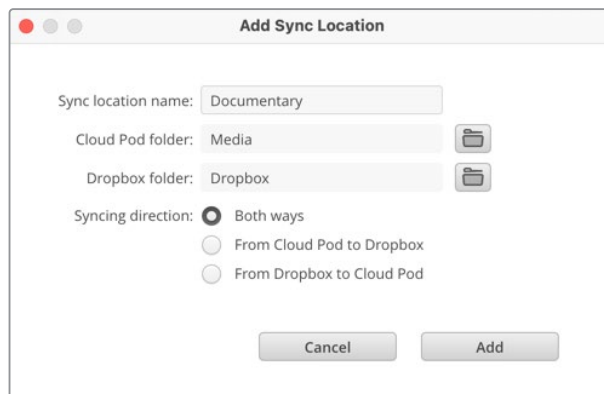 Add Sync Location
Sync location name: Documentary
Cloud Pod folder: Media
Dropbox folder: Dropbox
Syncing direction: Both ways
From Cloud Pod to Dropbox
From Dropbox to Cloud Pod
Cancel Add